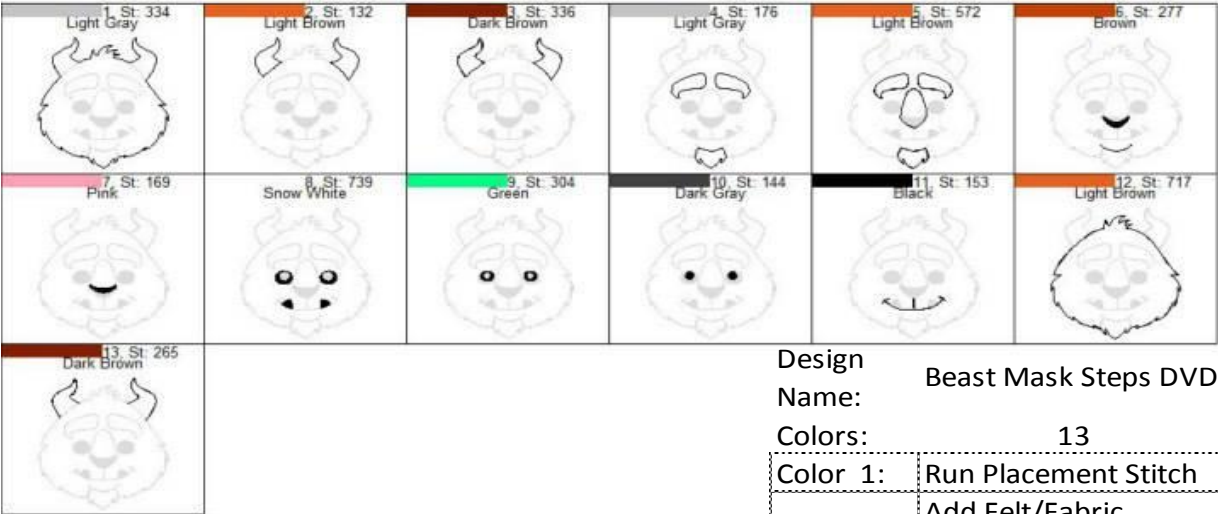 1, St: 334
Light Gray
2, St: 132
Light Brown
3, St: 336
Dark Brown
4, St: 176
Light Gray
5, St: 572
Light Brown
6, St: 277
Brown
7, St: 169
Pink
8, St: 739
Snow White
9, St: 304
Green
10, St: 144
Dark Gray
11, St: 153
Black
12, St: 717
Light Brown
13, St: 265
Dark Brown
Design Name: Beast Mask Steps DVD
Colors: 13
Color 1: Run Placement Stitch
Add Felt/Fabric